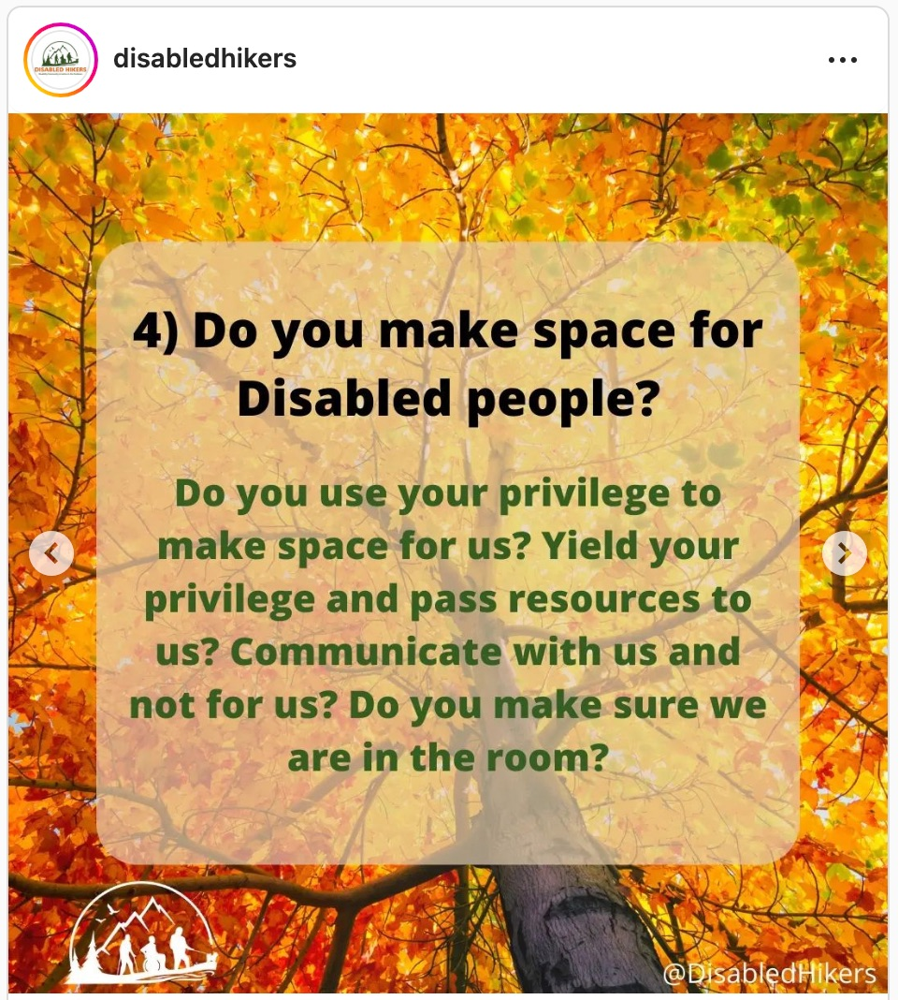 disabledhikers
4) Do you make space for
Disabled people?
Do you use your privilege to
make space for us? Yield your
privilege and pass resources to
us? Communicate with us and
not for us? Do you make sure we
are in the room?
@DisabledHikers
DISABLED HIKERS